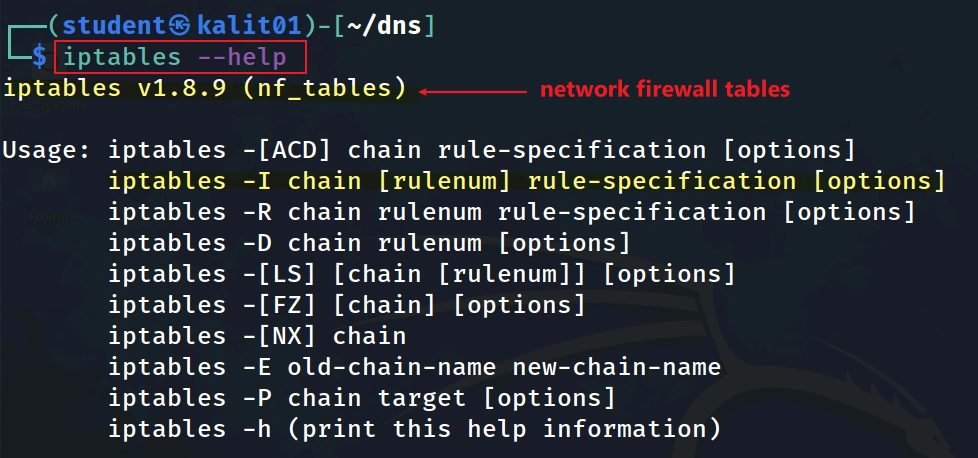 (student㉿kalit01)-[~/dns]
$ iptables --help
iptables v1.8.9 (nf_tables) network firewall tables
Usage: iptables -[ACD] chain rule-specification [options]
iptables -I chain [rulenum] rule-specification [options]
iptables -R chain rulenum rule-specification [options]
iptables -D chain rulenum [options]
iptables -[LS] [chain [rulenum]] [options]
iptables -[FZ] [chain] [options]
iptables -[NX] chain
iptables -E old-chain-name new-chain-name
iptables -P chain target [options]
iptables -h (print this help information)
Home